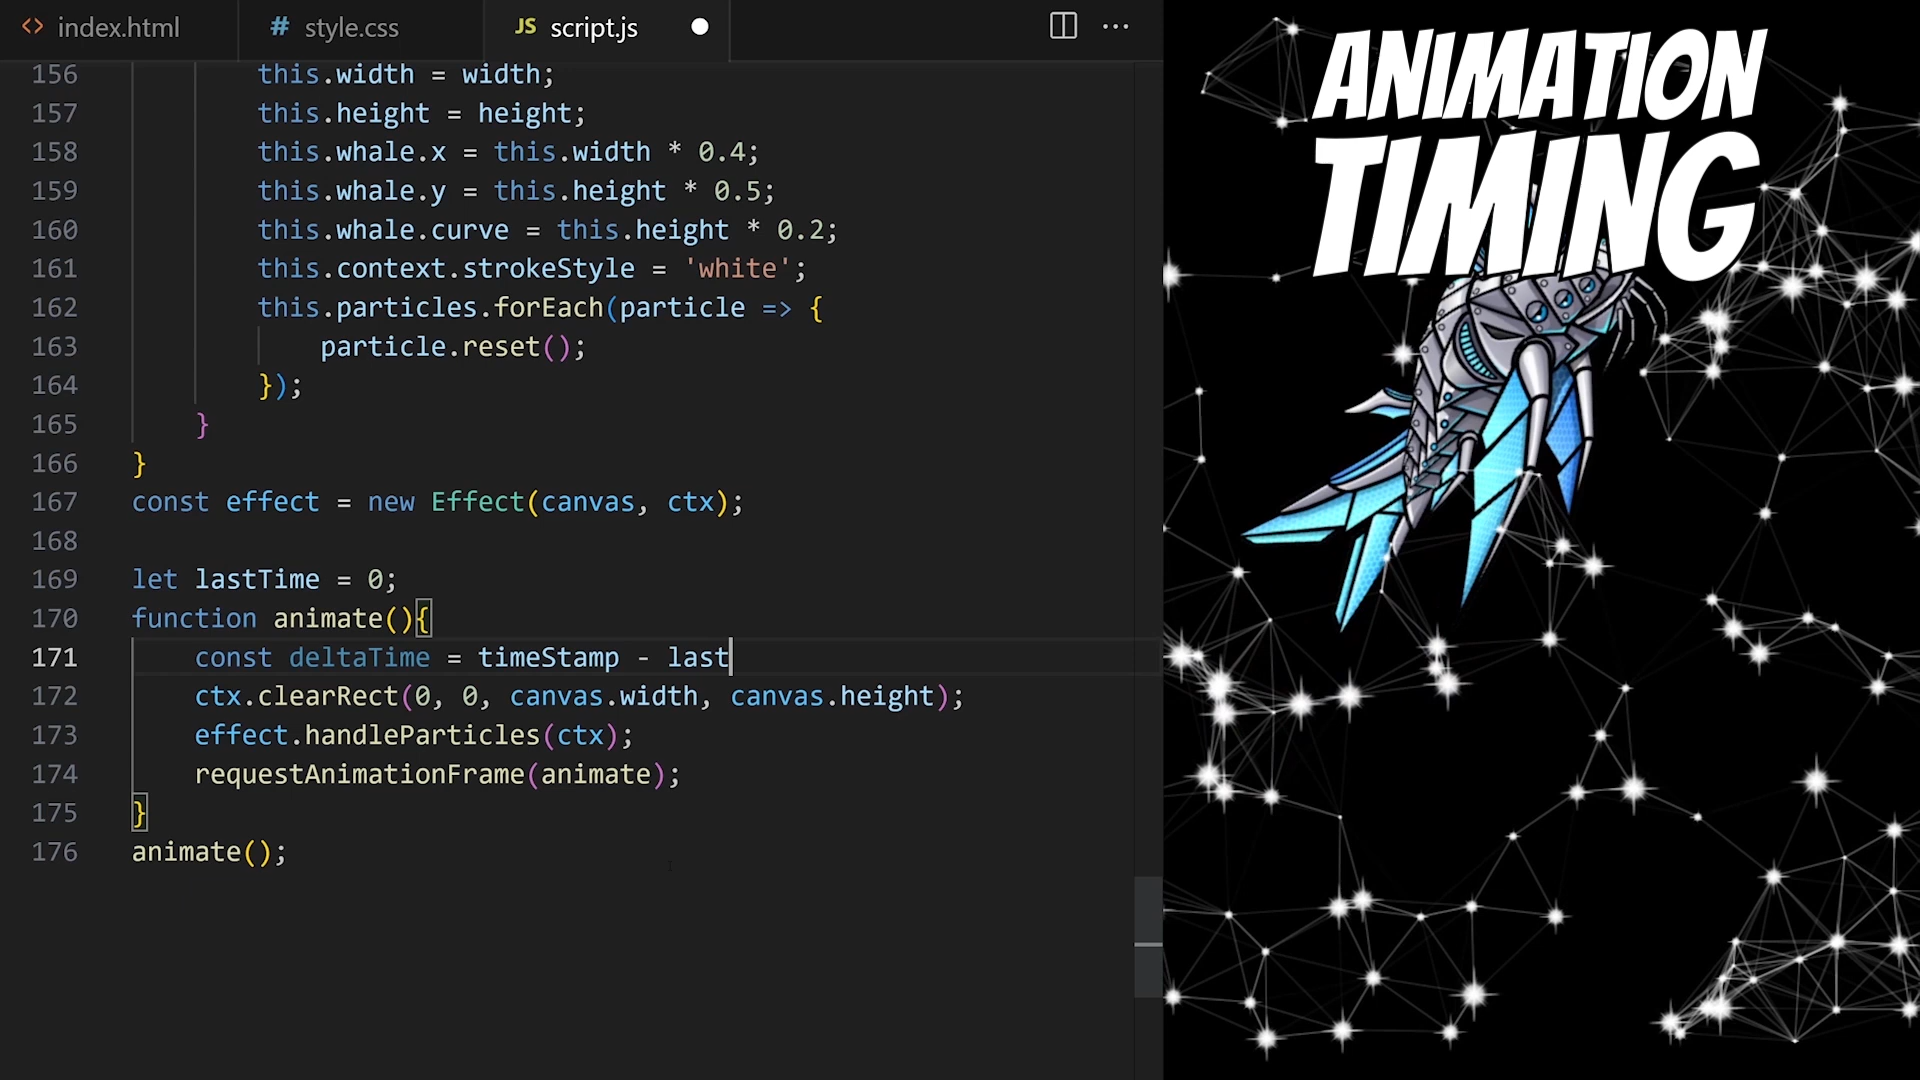 <> index.html
# style.css
JS script.js
156 this.width = width;
157 this.height = height;
158 this.whale.x = this.width * 0.4;
159 this.whale.y = this.height * 0.5;
160 this.whale.curve = this.height * 0.2;
161 this.context.strokeStyle = 'white';
162 this.particles.forEach(particle => {
163 particle.reset();
164 });
165 }
166 }
167 const effect = new Effect(canvas, ctx);
168
169 let lastTime = 0;
170 function animate(){
171 const deltaTime = timeStamp - last
172 ctx.clearRect(0, 0, canvas.width, canvas.height);
173 effect.handleParticles(ctx);
174 requestAnimationFrame(animate);
175 }
176 animate();
ANIMATION
TIMING